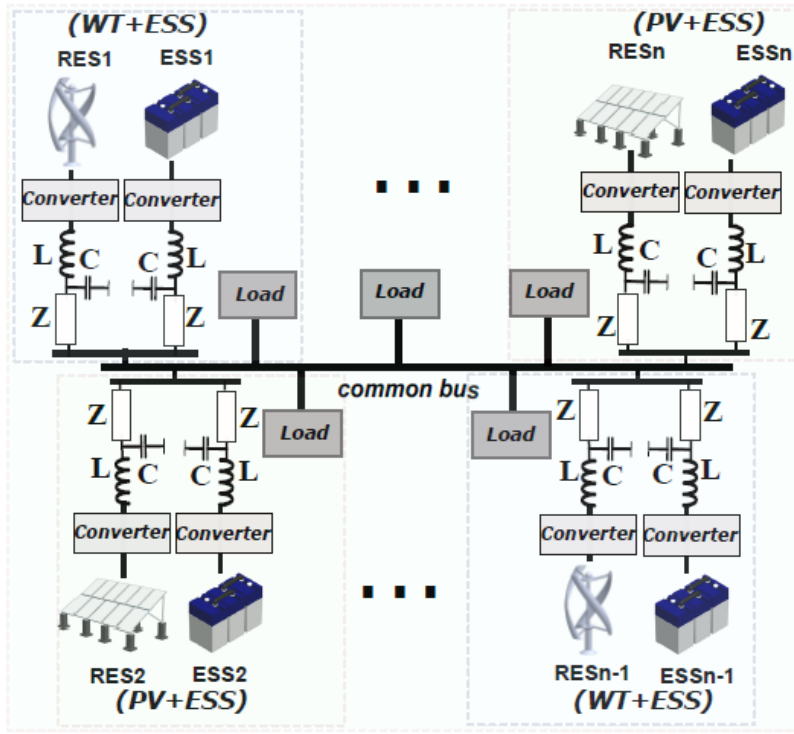 (WT+ESS)
(PV+ESS)
RES1
ESS1
RESn
ESSn
Converter
Converter
Converter
Converter
L
C
C
L
L
C
C
L
Z
Z
Load
Load
Load
Z
Z
common bus
Z
Z
Load
Load
Z
Z
L
C
L
L
C
L
Converter
Converter
Converter
Converter
RES2
ESS2
RESn-1
ESSn-1
(PV+ESS)
(WT+ESS)